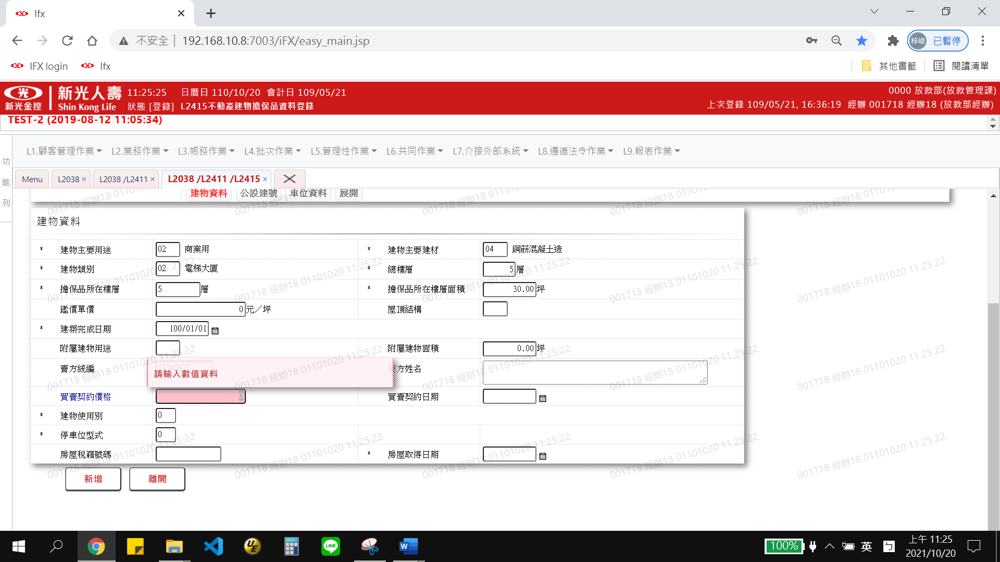 Ifx
不安全 | 192.168.10.8:7003/iFX/easy_main.jsp
梓峻 已暫停
IFX login Ifx 其他書籤 閱讀清單
新光金控 新光人壽 Shin Kong Life
11:25:25 日曆日 110/10/20 會計日 109/05/21
0000 放款部(放款管理課)
狀態 [登錄] L2415不動產建物擔保品資料登錄
上次登錄 109/05/21, 16:36:19 經辦 001718 經辦18 (放款部經辦)
TEST-2 (2019-08-12 11:05:34)
功能列
L1.顧客管理作業 L2.業務作業 L3.帳務作業 L4.批次作業 L5.管理性作業 L6.共同作業 L7.介接外部系統 L8.遵循法令作業 L9.報表作業
Menu L2038 × L2038 /L2411 × L2038 /L2411 /L2415 ×
建物資料 公設建號 車位資料 展開
建物資料
* 建物主要用途 02 商業用 * 建物主要建材 04 鋼筋混凝土造
* 建物類別 02 電梯大廈 * 總樓層 5 層
* 擔保品所在樓層 5 層 * 擔保品所在樓層面積 30.00 坪
鑑價單價 0 元／坪 屋頂結構
* 建築完成日期 100/01/01
附屬建物用途 附屬建物面積 0.00 坪
賣方統編 12345675 賣方姓名
請輸入數值資料
買賣契約價格 0 買賣契約日期
* 建物使用別 0
* 停車位型式 0
房屋稅籍號碼 * 房屋取得日期
新增 離開
001718 經辦18 01101020 11:25:22
100% 英 上午 11:25
2021/10/20